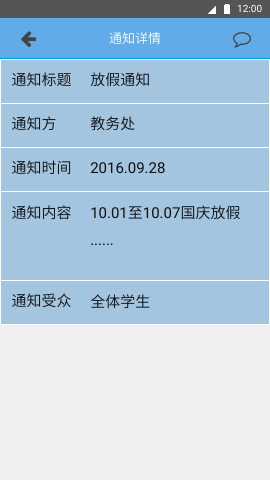 12:00
通知详情
通知标题 放假通知
通知方 教务处
通知时间 2016.09.28
通知内容 10.01至10.07国庆放假
......
通知受众 全体学生